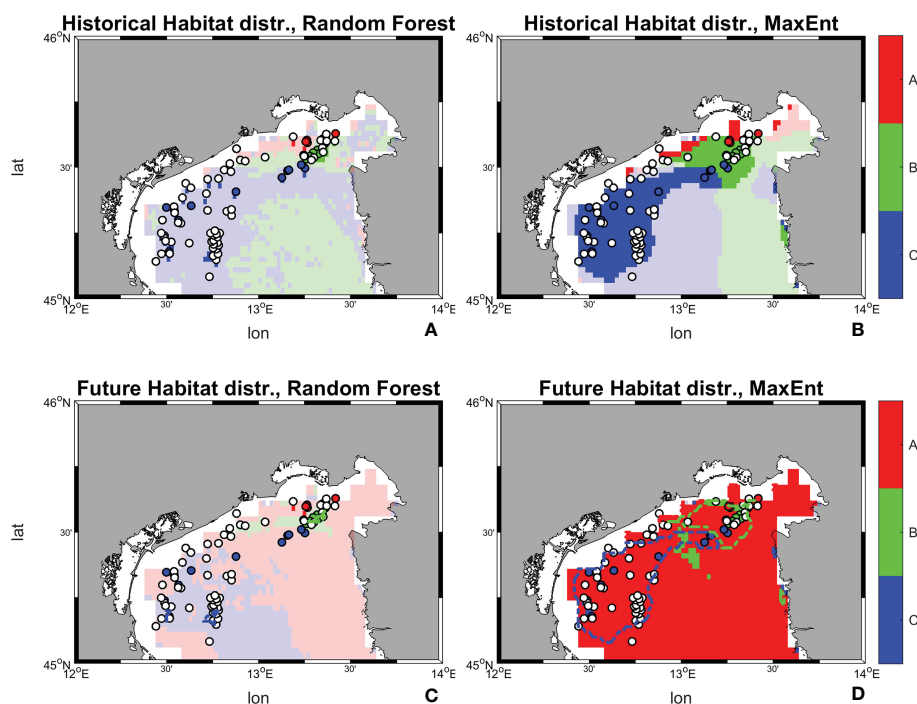 Historical Habitat distr., Random Forest
Historical Habitat distr., MaxEnt
46°N
lat
30'
45°N
12°E
30'
13°E
30'
14°E
lon
A
46°N
30'
45°N
12°E
30'
13°E
30'
14°E
lon
B
A
B
C
Future Habitat distr., Random Forest
Future Habitat distr., MaxEnt
46°N
lat
30'
45°N
12°E
30'
13°E
30'
14°E
lon
C
46°N
30'
45°N
12°E
30'
13°E
30'
14°E
lon
D
A
B
C